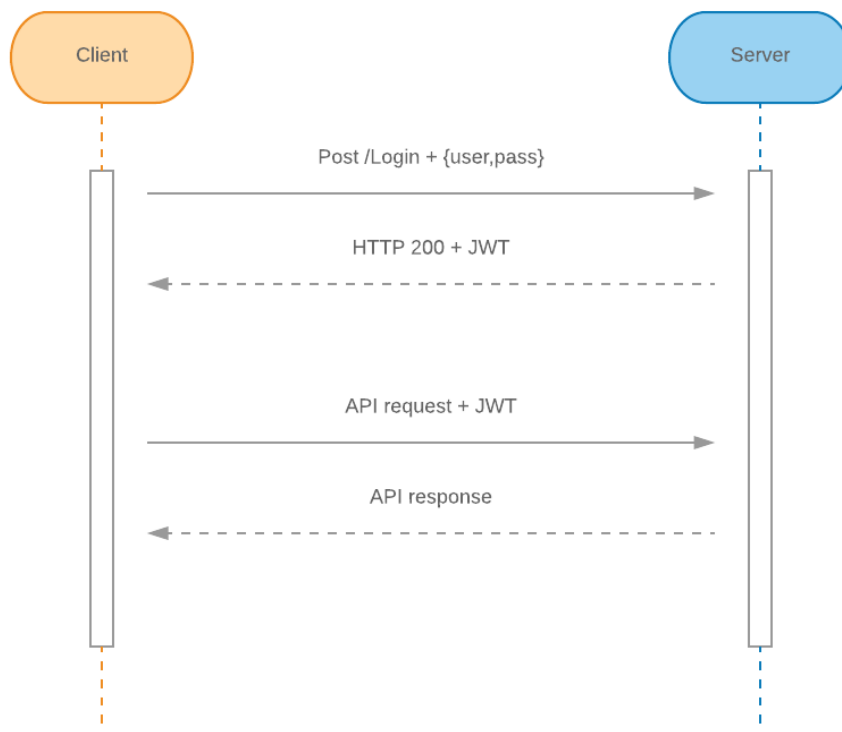 Client
Server
Post /Login + {user,pass}
HTTP 200 + JWT
API request + JWT
API response